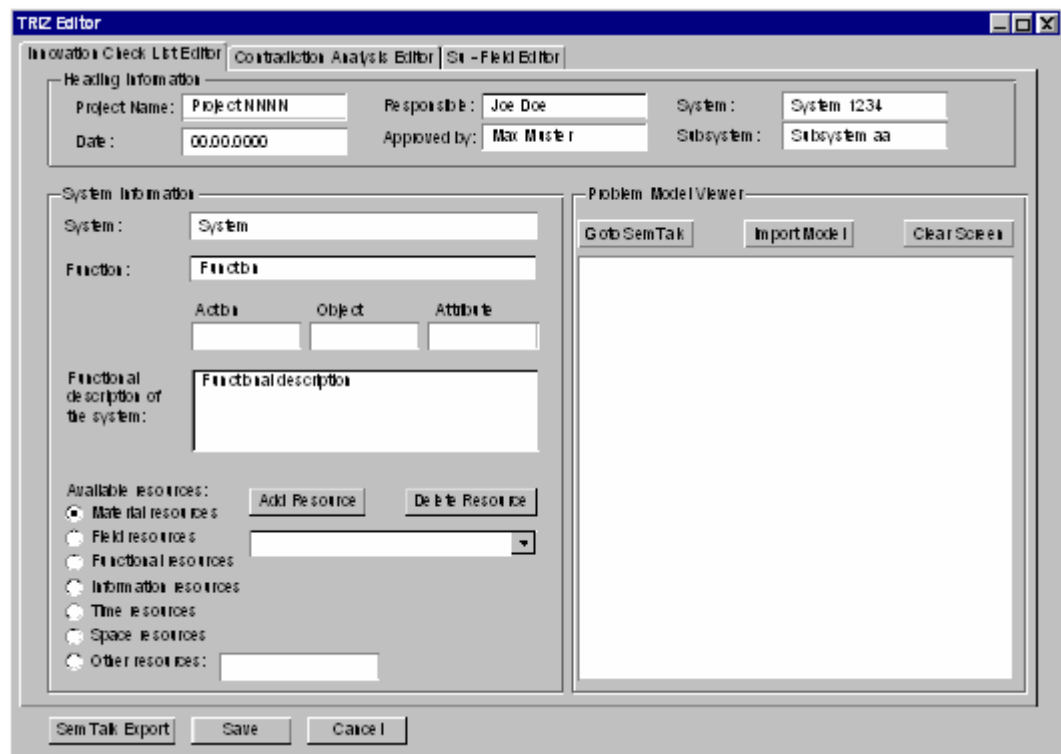 TRIZ Editor
Innovation Check List Editor Contradiction Analysis Editor Su-Field Editor
Heading Information
Project Name: Project NNNN Responsible: Joe Doe System: System 1234
Date: 00.00.0000 Approved by: Max Muster Subsystem: Subsystem aa
System Information
System: System
Function: Function
Action Object Attribute
Functional
description of
the system:
Functional description
Available resources:
Add Resource Delete Resource
Material resources
Field resources
Functional resources
Information resources
Time resources
Space resources
Other resources:
Problem Model Viewer
Goto SemTalk Import Model Clear Screen
SemTalk Export Save Cancel